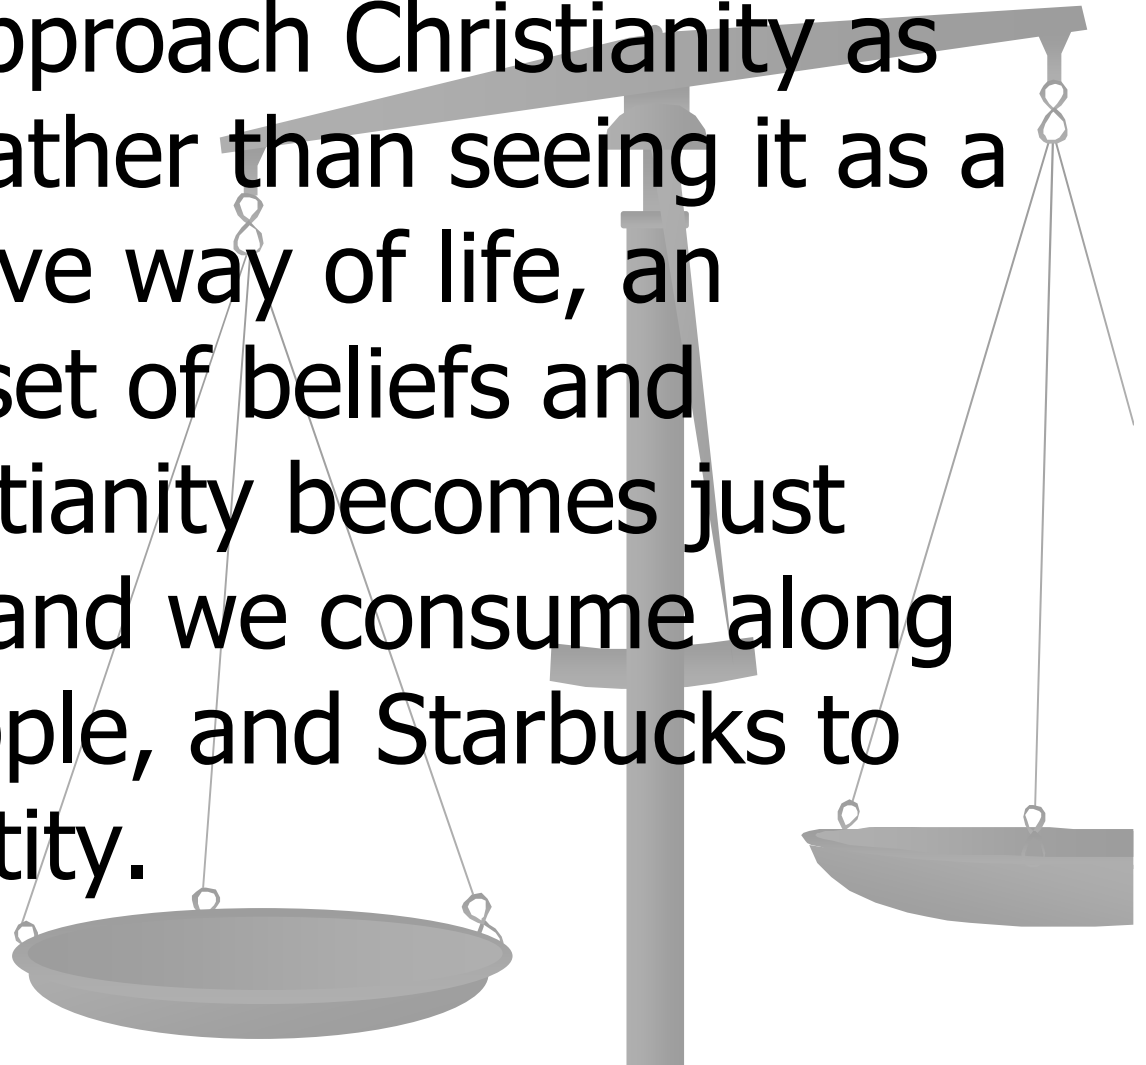 pproach Christianity as
ather than seeing it as a
ve way of life, an
set of beliefs and
tianity becomes just
and we consume along
ple, and Starbucks to
tity.